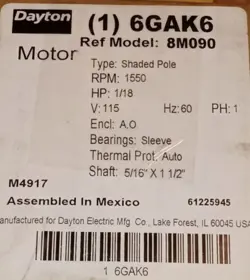 Dayton (1) 6GAK6
Ref Model: 8M090
Motor
Type: Shaded Pole
RPM: 1550
HP: 1/18
V: 115 Hz: 60 PH: 1
Encl: A,O
Bearings: Sleeve
Thermal Prot. Auto
Shaft: 5/16" X 1 1/2"
M4917
Assembled In Mexico 61225945
anufactured for Dayton Electric Mfg Co., Lake Forest, IL 60045 USA
1 6GAK6